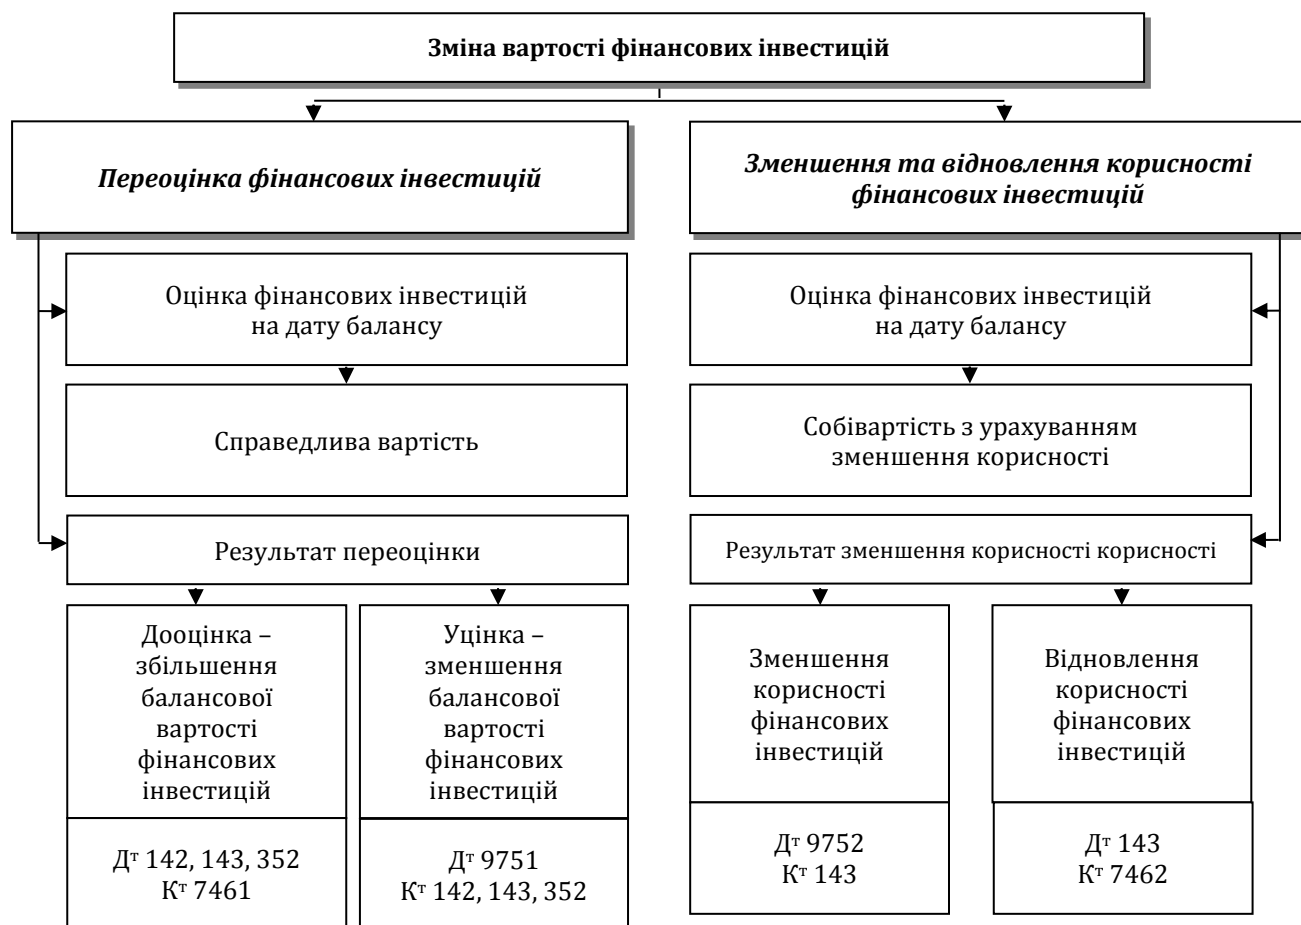 Зміна вартості фінансових інвестицій
Переоцінка фінансових інвестицій
Оцінка фінансових інвестицій
на дату балансу
Справедлива вартість
Результат переоцінки
Дооцінка –
збільшення
балансової
вартості
фінансових
інвестицій
Дт 142, 143, 352
Кт 7461
Уцінка –
зменшення
балансової
вартості
фінансових
інвестицій
Дт 9751
Кт 142, 143, 352
Зменшення та відновлення корисності
фінансових інвестицій
Оцінка фінансових інвестицій
на дату балансу
Собівартість з урахуванням
зменшення корисності
Результат зменшення корисності корисності
Зменшення
корисності
фінансових
інвестицій
Дт 9752
Кт 143
Відновлення
корисності
фінансових
інвестицій
Дт 143
Кт 7462